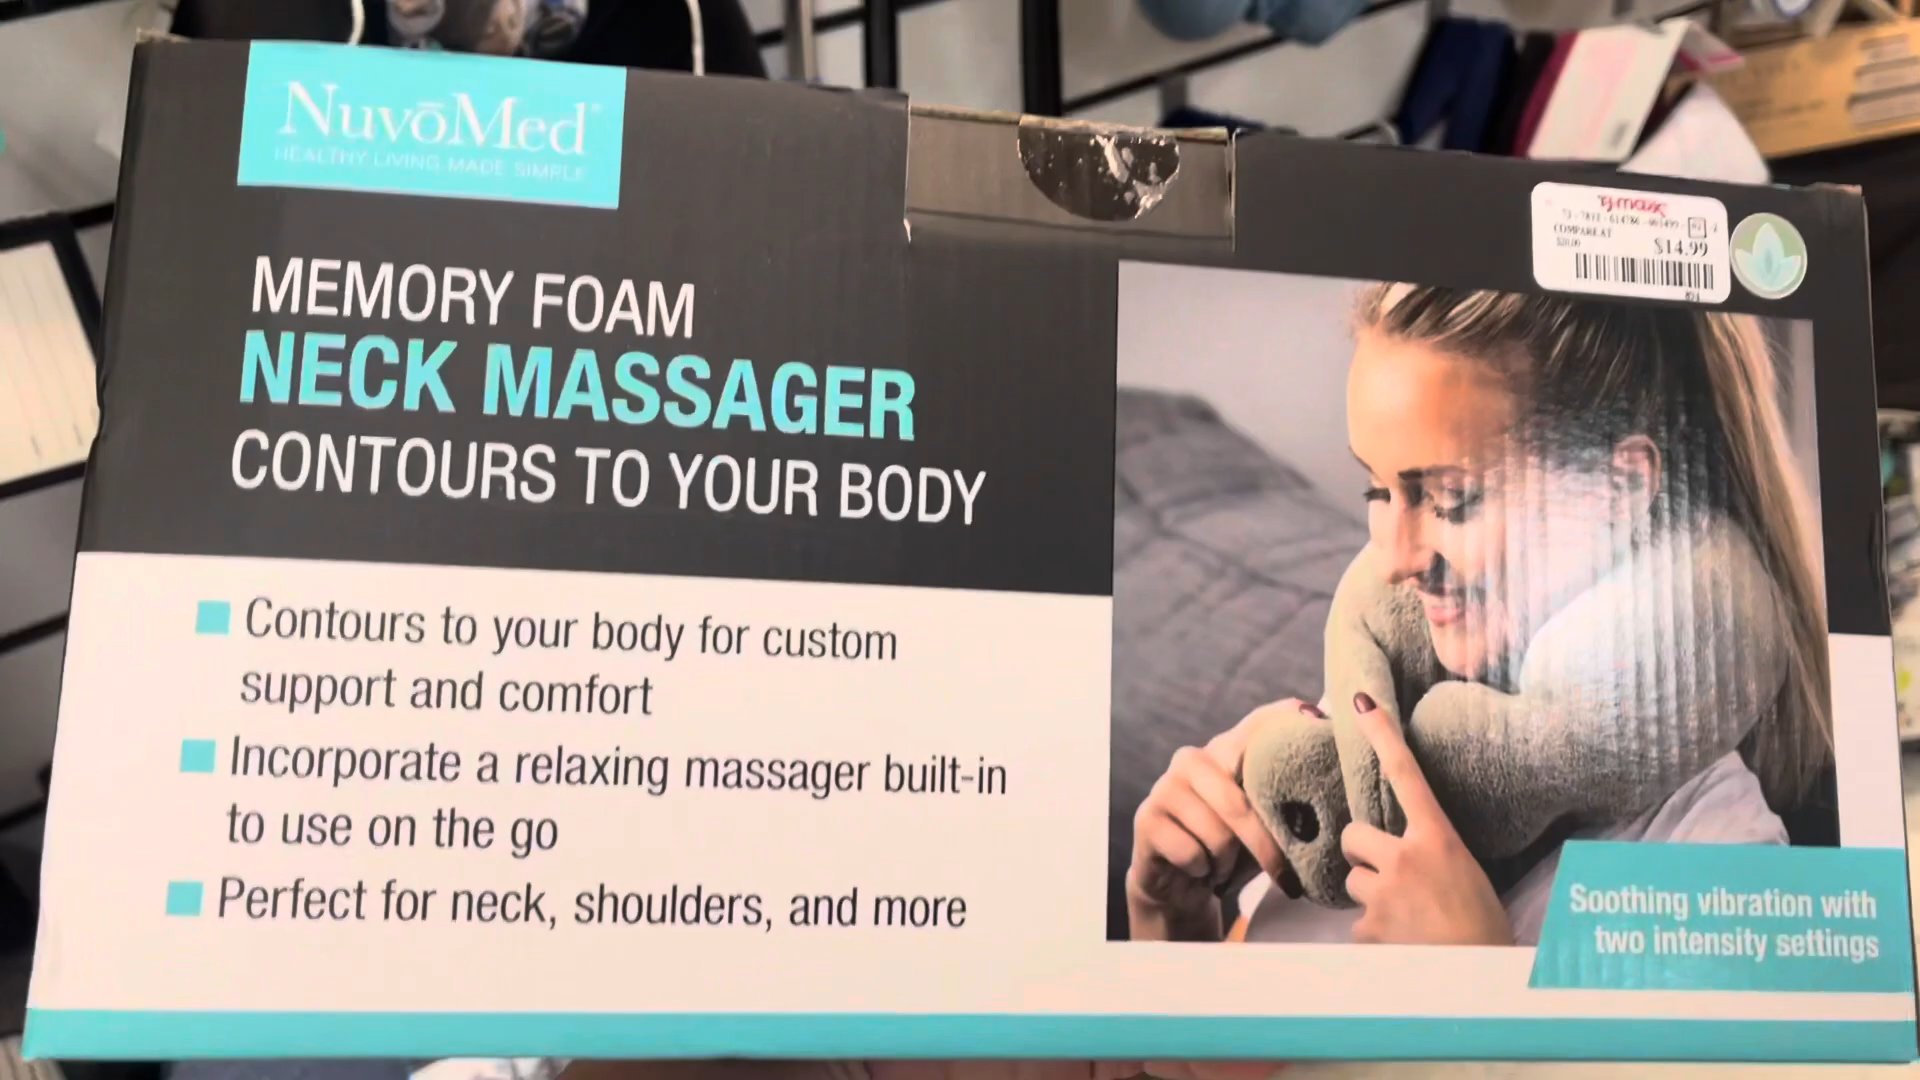 NuvōMed
HEALTHY LIVING MADE SIMPLE
MEMORY FOAM
NECK MASSAGER
CONTOURS TO YOUR BODY
Contours to your body for custom
support and comfort
Incorporate a relaxing massager built-in
to use on the go
Perfect for neck, shoulders, and more
T.J.maxx
COMPARE AT
$20.00
$14.99
Soothing vibration with
two intensity settings